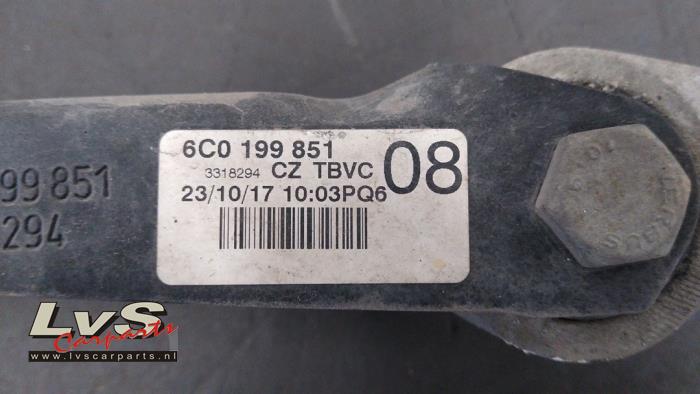 6C0 199 851
3318294 CZ TBVC 08
23/10/17 10:03PQ6
99 851
294
LvS
Carparts
www.lvscarparts.nl